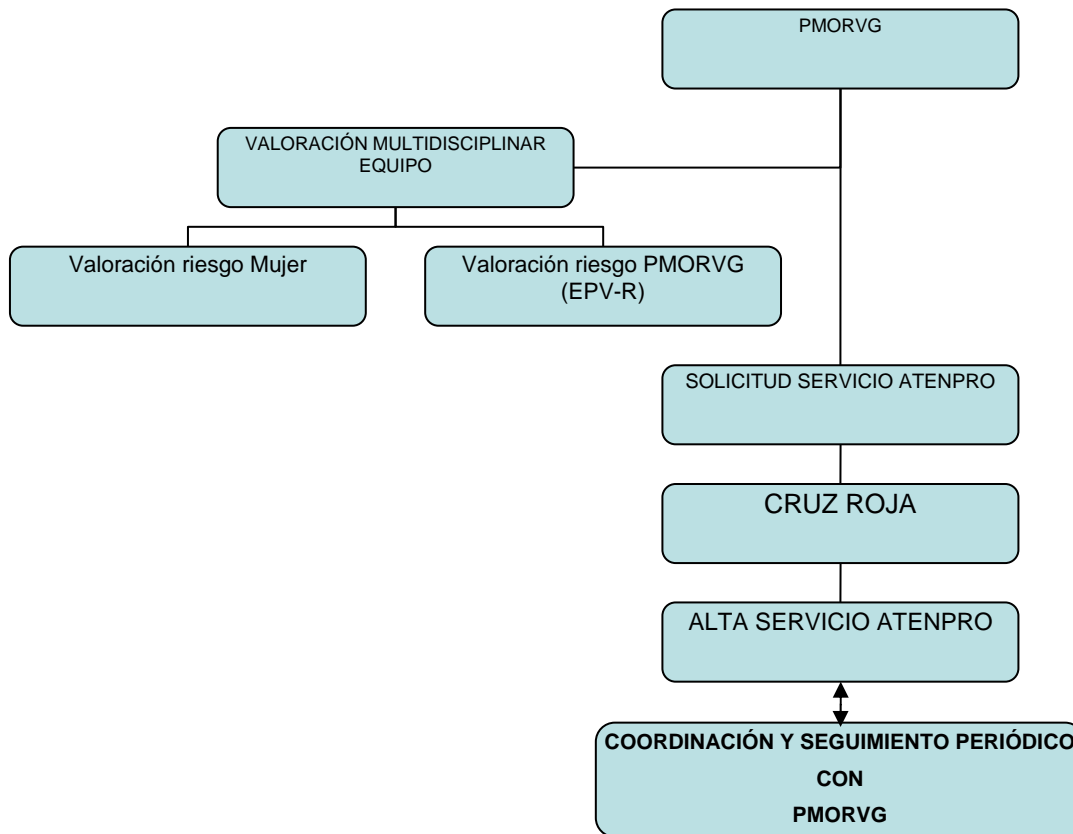 PMORVG
VALORACIÓN MULTIDISCIPLINAR
EQUIPO
Valoración riesgo Mujer
Valoración riesgo PMORVG
(EPV-R)
SOLICITUD SERVICIO ATENPRO
CRUZ ROJA
ALTA SERVICIO ATENPRO
COORDINACIÓN Y SEGUIMIENTO PERIÓDICO
CON
PMORVG